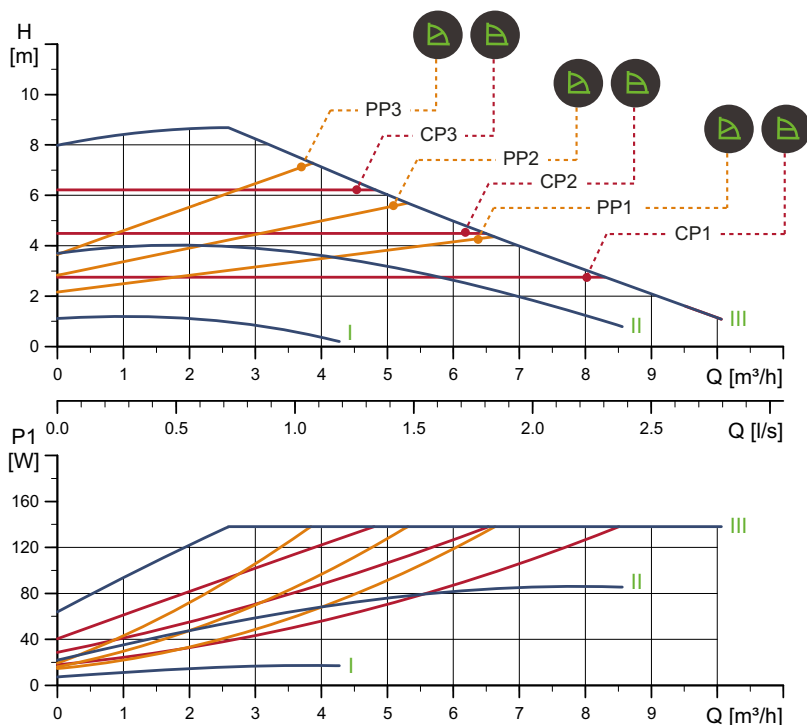 H
[m]
10
8
6
4
2
0
PP3
CP3
PP2
CP2
PP1
CP1
I
II
III
0 1 2 3 4 5 6 7 8 9
Q [m³/h]
0.0 0.5 1.0 1.5 2.0 2.5
Q [l/s]
P1
[W]
160
120
80
40
0
III
II
I
0 1 2 3 4 5 6 7 8 9
Q [m³/h]